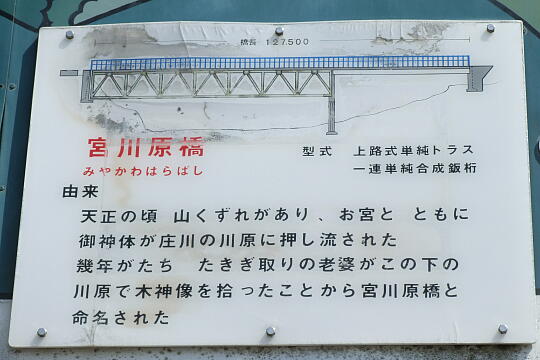 橋長 127.500
宮川原橋
みやかわはらばし
型式 上路式単純トラス
一連単純合成鈑桁
由来
天正の頃 山くずれがあり、お宮と ともに
御神体が庄川の川原に押し流された
幾年がたち たきぎ取りの老婆がこの下の
川原で木神像を拾ったことから宮川原橋と
命名された